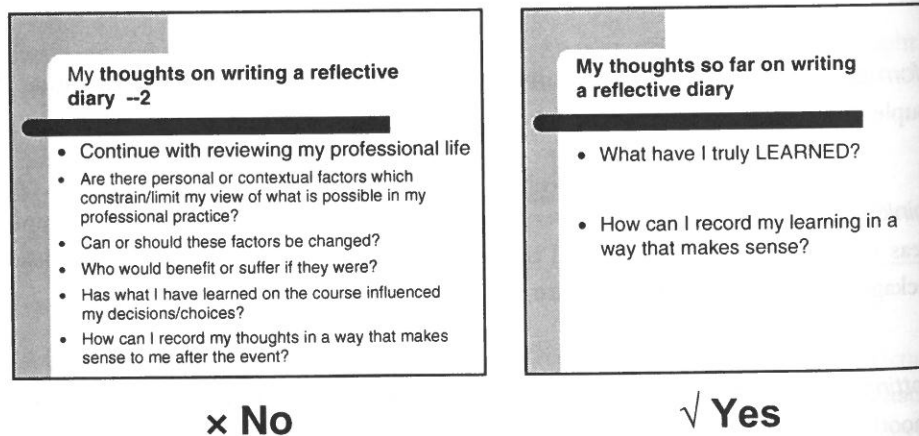 My thoughts on writing a reflective
diary --2
• Continue with reviewing my professional life
• Are there personal or contextual factors which
constrain/limit my view of what is possible in my
professional practice?
• Can or should these factors be changed?
• Who would benefit or suffer if they were?
• Has what I have learned on the course influenced
my decisions/choices?
• How can I record my thoughts in a way that makes
sense to me after the event?
× No
My thoughts so far on writing
a reflective diary
• What have I truly LEARNED?
• How can I record my learning in a
way that makes sense?
√ Yes